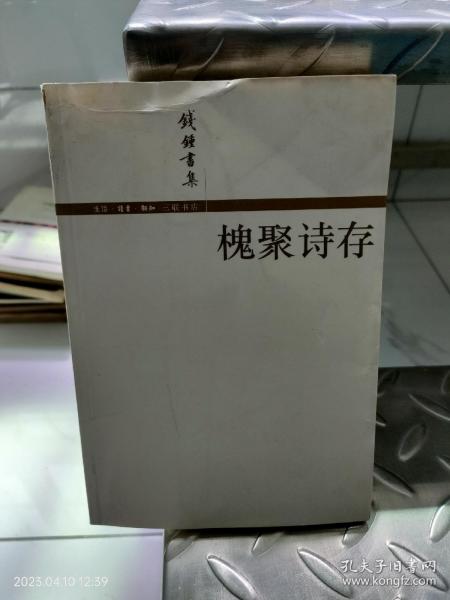 錢鍾書集
生活·讀書·新知 三联书店
槐聚诗存
2023.04.10 12:39
孔夫子旧书网
www.kongfz.com